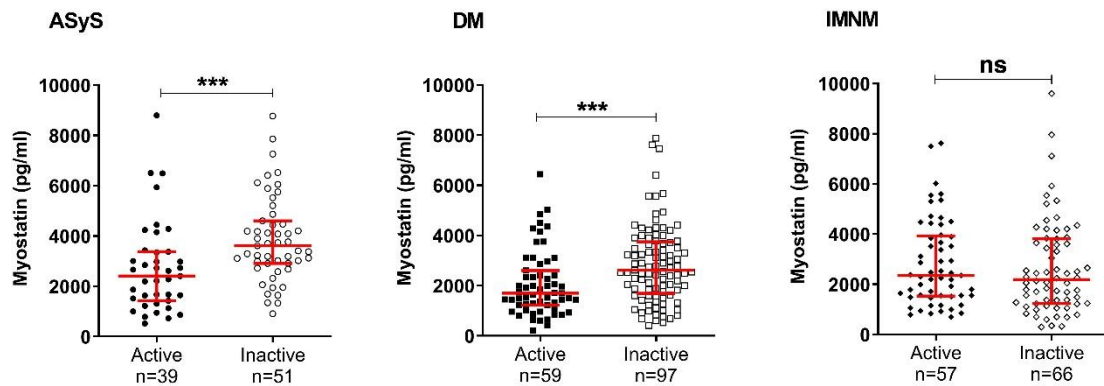 ASyS
Myostatin (pg/ml)
10000
8000
6000
4000
2000
0
***
Active
n=39
Inactive
n=51
DM
Myostatin (pg/ml)
10000
8000
6000
4000
2000
0
***
Active
n=59
Inactive
n=97
IMNM
Myostatin (pg/ml)
10000
8000
6000
4000
2000
0
ns
Active
n=57
Inactive
n=66